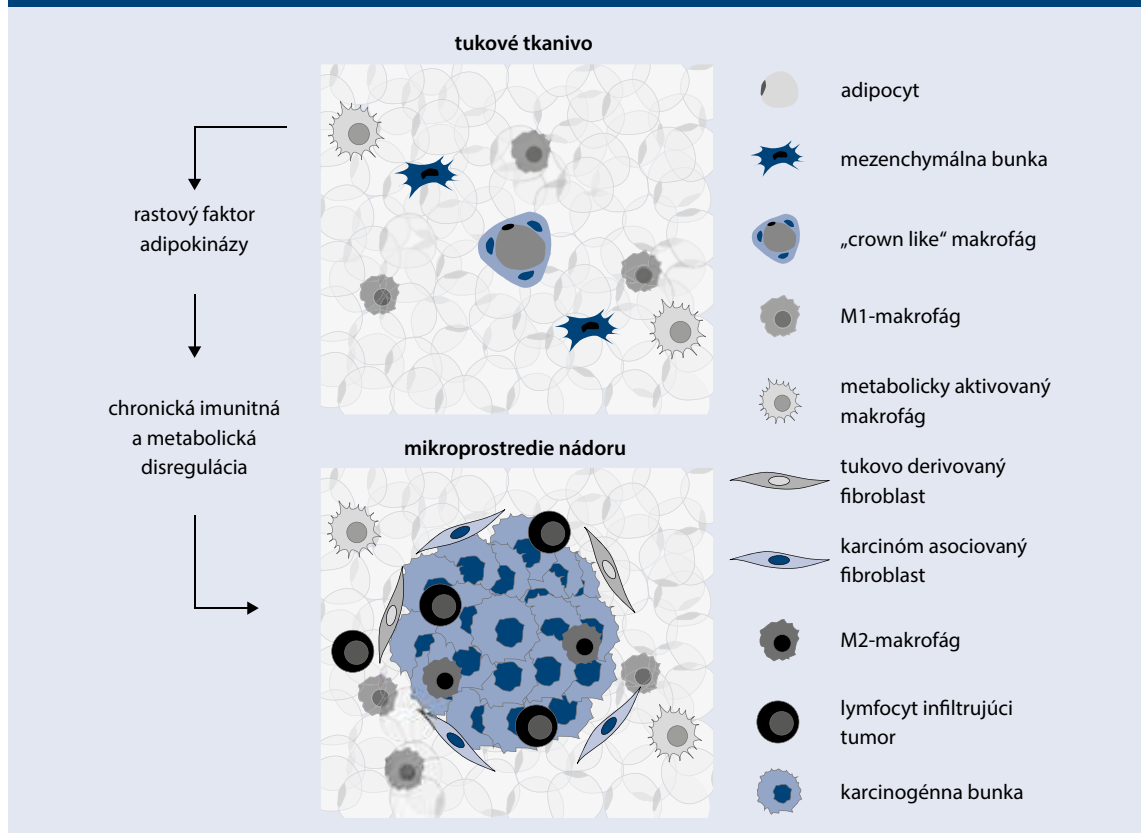 tukové tkanivo
rastový faktor
adipokinázy
chronická imunitná
a metabolická
disregulácia
mikroprostredie nádoru
adipocyt
mezenchymálna bunka
„crown like“ makrofág
M1-makrofág
metabolicky aktivovaný
makrofág
tukovo derivovaný
fibroblast
karcinóm asociovaný
fibroblast
M2-makrofág
lymfocyt infiltrujúci
tumor
karcinogénna bunka